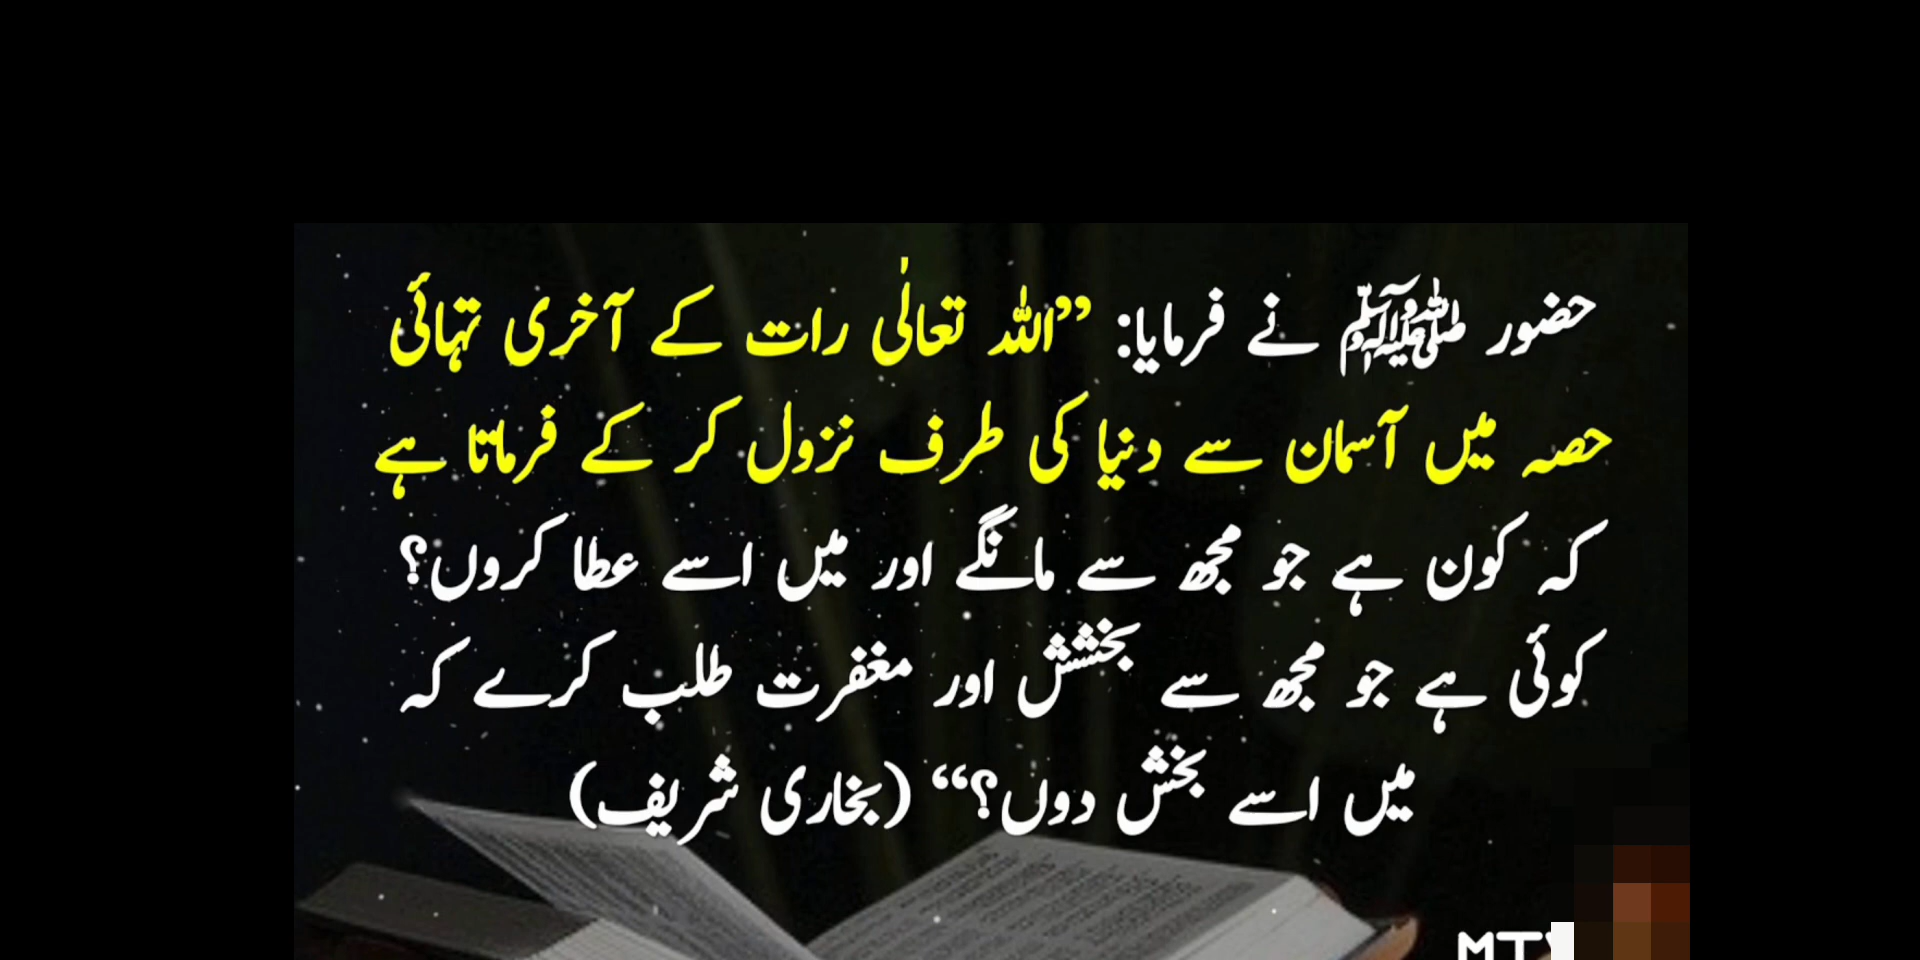 حضور ﷺ نے فرمایا: ”اللہ تعالٰی رات کے آخری تہائی
حصہ میں آسمان سے دنیا کی طرف نزول کر کے فرماتا ہے
کہ کون ہے جو مجھ سے مانگے اور میں اسے عطا کروں؟
کوئی ہے جو مجھ سے بخشش اور مغفرت طلب کرے کہ
میں اسے بخش دوں؟“ (بخاری شریف)